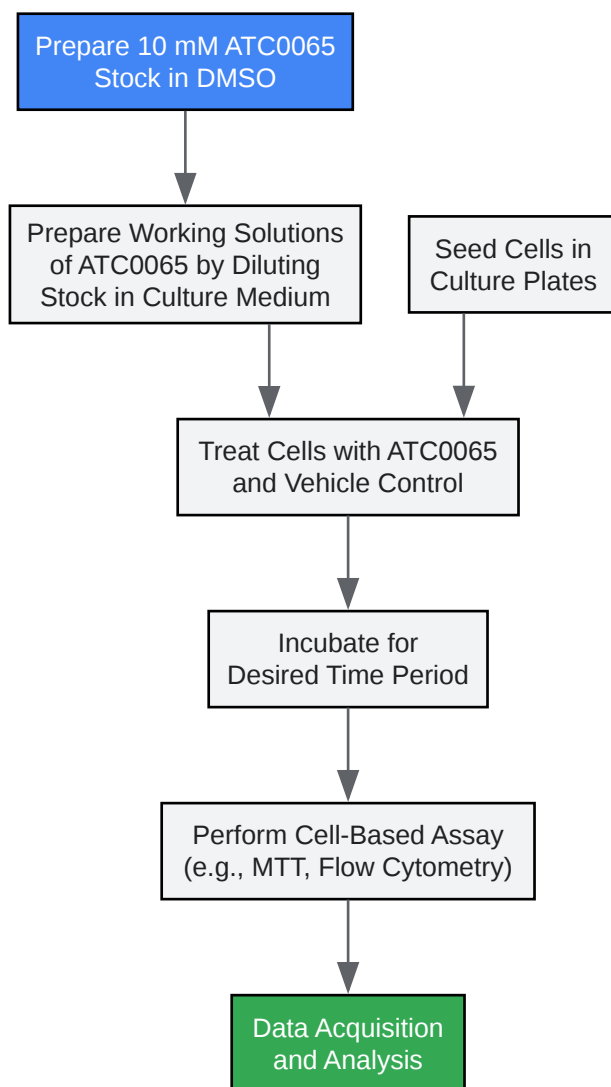 Prepare 10 mM ATC0065
Stock in DMSO
Prepare Working Solutions
of ATC0065 by Diluting
Stock in Culture Medium
Seed Cells in
Culture Plates
Treat Cells with ATC0065
and Vehicle Control
Incubate for
Desired Time Period
Perform Cell-Based Assay
(e.g., MTT, Flow Cytometry)
Data Acquisition
and Analysis